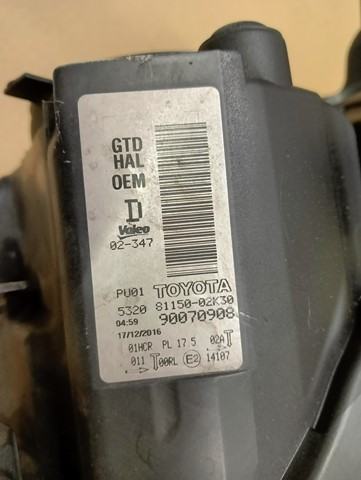 GTD
HAL
OEM
D
Valeo
02-347
PU01 TOYOTA
5320 81150-02K30
04:59 90070908
17/12/2016
01HCR PL 17 5 02A T
011 T00RL E2 14107